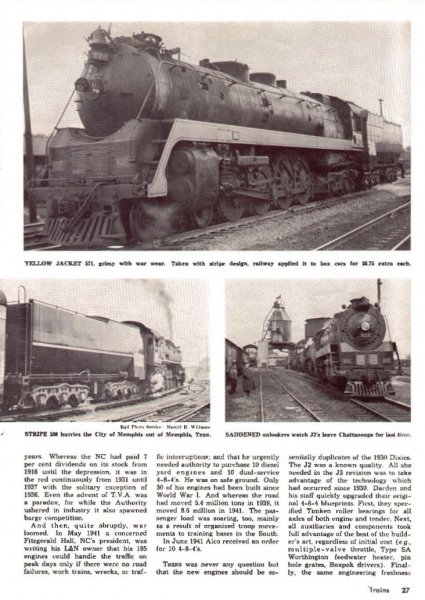 YELLOW JACKET 571, grimy with war wear. Taken with stripe design, railway applied it to box cars for $6.75 extra each.
Rail Photo Service: Harold K. Vollrath
STRIPE 580 hurries the City of Memphis out of Memphis, Tenn.
SADDENED onlookers watch J3's leave Chattanooga for last time.
years. Whereas the NC had paid 7
per cent dividends on its stock from
1916 until the depression, it was in
the red continuously from 1931 until
1937 with the solitary exception of
1936. Even the advent of T.V.A. was
a paradox, for while the Authority
ushered in industry it also spawned
barge competition.
And then, quite abruptly, war
loomed. In May 1941 a concerned
Fitzgerald Hall, NC's president, was
writing his L&N owner that his 185
engines could handle the traffic on
peak days only if there were no road
failures, work trains, wrecks, or traf-
fic interruptions; and that he urgently
needed authority to purchase 10 diesel
yard engines and 10 dual-service
4-8-4's. He was on safe ground. Only
30 of his engines had been built since
World War I. And whereas the road
had moved 5.4 million tons in 1939, it
moved 8.6 million in 1941. The pas-
senger load was soaring, too, mainly
as a result of organized troop move-
ments to training bases in the South.
In June 1941 Alco received an order
for 10 4-8-4's.
THERE was never any question but
that the new engines should be es-
sentially duplicates of the 1930 Dixies.
The J2 was a known quality. All she
needed in the J3 revision was to take
advantage of the technology which
had occurred since 1930. Darden and
his staff quickly upgraded their origi-
nal 4-8-4 blueprints. First, they spec-
ified Timken roller bearings for all
axles of both engine and tender. Next,
all auxiliaries and components took
full advantage of the best of the build-
er's art, regardless of initial cost (e.g.,
multiple-valve throttle, Type SA
Worthington feedwater heater, pin
hole grates, Boxpok drivers). Final-
ly, the same engineering freshness
Trains 27